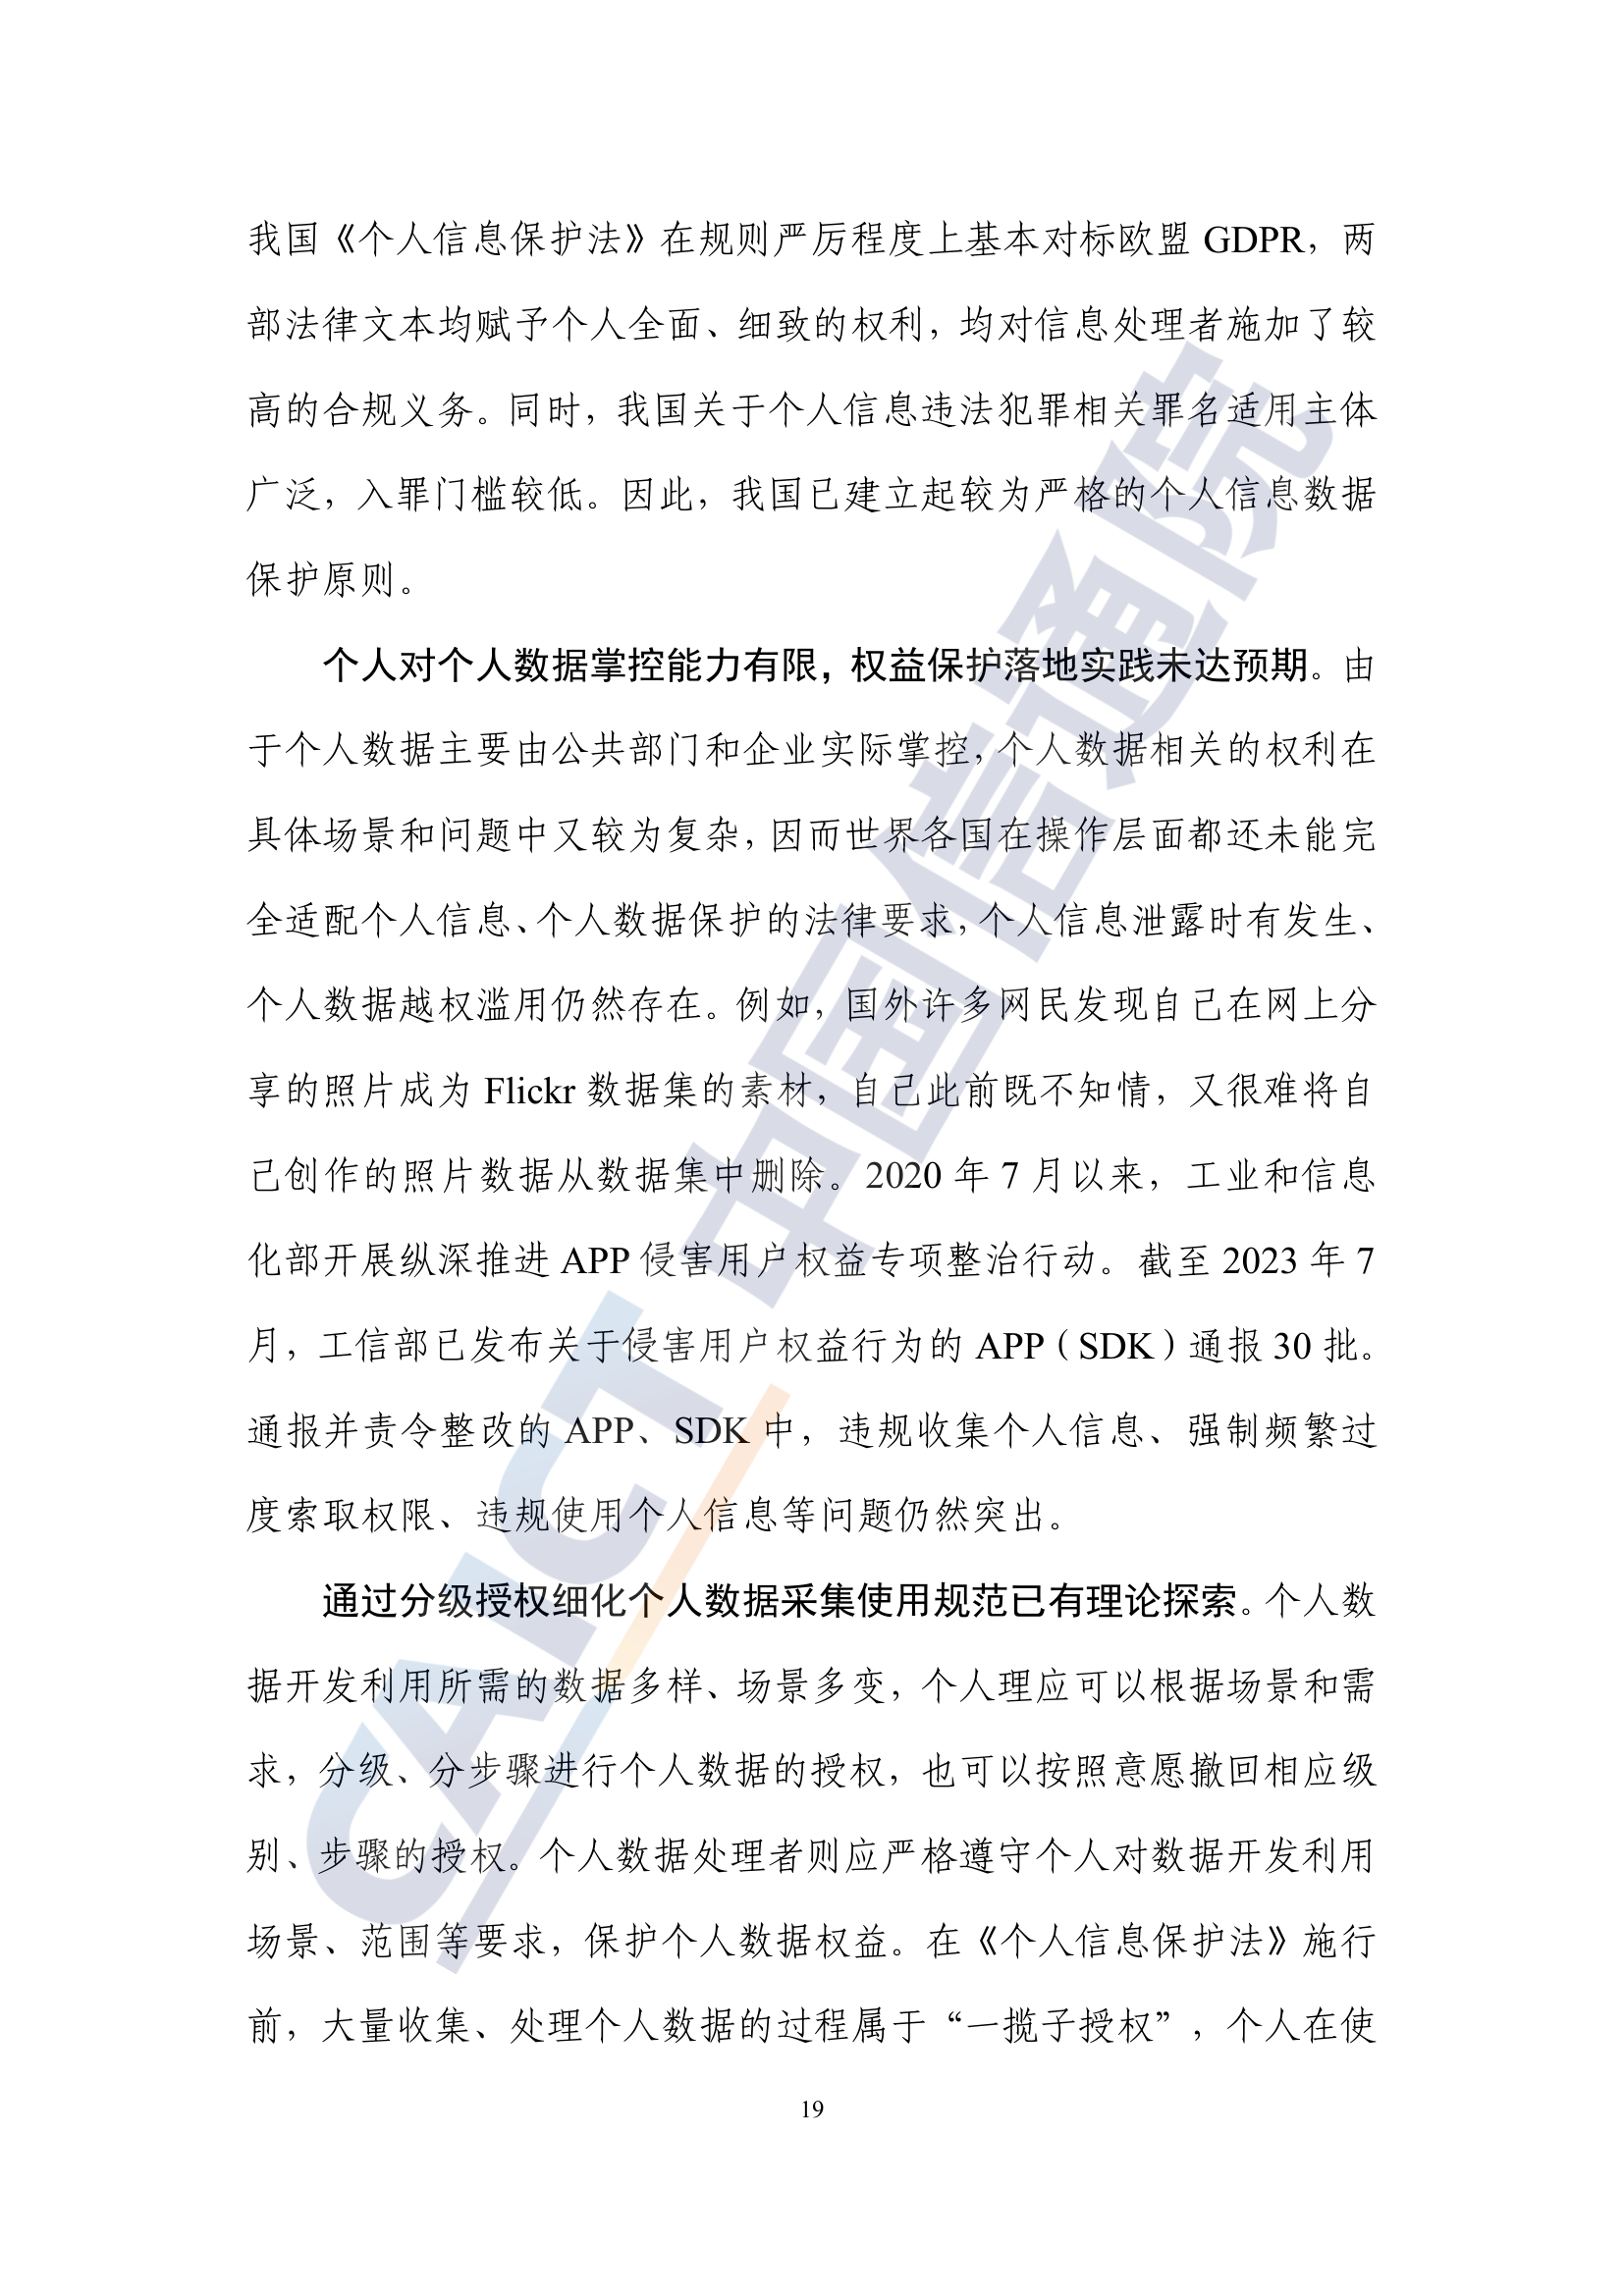 我国《个人信息保护法》在规则严厉程度上基本对标欧盟 GDPR，两
部法律文本均赋予个人全面、细致的权利，均对信息处理者施加了较
高的合规义务。同时，我国关于个人信息违法犯罪相关罪名适用主体
广泛，入罪门槛较低。因此，我国已建立起较为严格的个人信息数据
保护原则。
个人对个人数据掌控能力有限，权益保护落地实践未达预期。由
于个人数据主要由公共部门和企业实际掌控，个人数据相关的权利在
具体场景和问题中又较为复杂，因而世界各国在操作层面都还未能完
全适配个人信息、个人数据保护的法律要求，个人信息泄露时有发生、
个人数据越权滥用仍然存在。例如，国外许多网民发现自己在网上分
享的照片成为 Flickr 数据集的素材，自己此前既不知情，又很难将自
己创作的照片数据从数据集中删除。2020 年 7 月以来，工业和信息
化部开展纵深推进 APP 侵害用户权益专项整治行动。截至 2023 年 7
月，工信部已发布关于侵害用户权益行为的 APP（SDK）通报 30 批。
通报并责令整改的 APP、SDK 中，违规收集个人信息、强制频繁过
度索取权限、违规使用个人信息等问题仍然突出。
通过分级授权细化个人数据采集使用规范已有理论探索。个人数
据开发利用所需的数据多样、场景多变，个人理应可以根据场景和需
求，分级、分步骤进行个人数据的授权，也可以按照意愿撤回相应级
别、步骤的授权。个人数据处理者则应严格遵守个人对数据开发利用
场景、范围等要求，保护个人数据权益。在《个人信息保护法》施行
前，大量收集、处理个人数据的过程属于“一揽子授权”，个人在使
19
CAICT 中国信通院